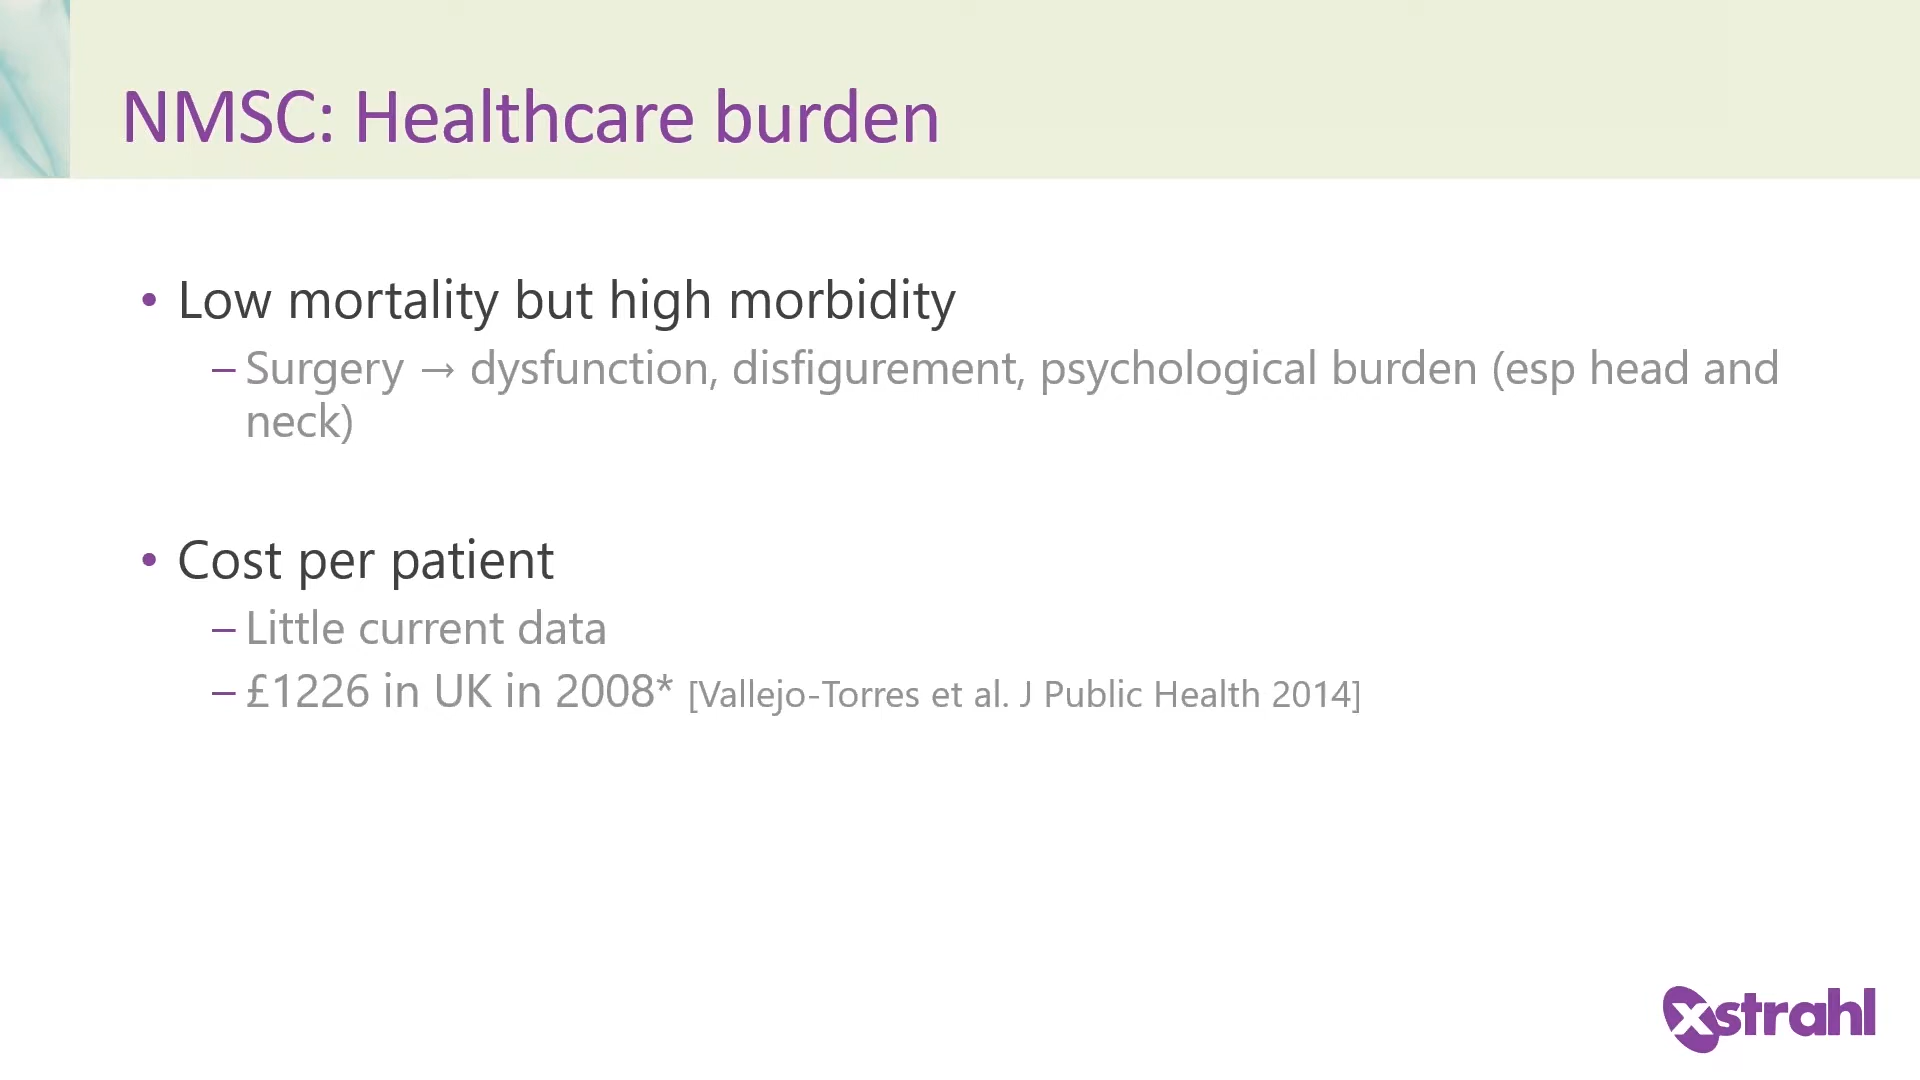 NMSC: Healthcare burden
• Low mortality but high morbidity
– Surgery → dysfunction, disfigurement, psychological burden (esp head and
neck)
• Cost per patient
– Little current data
– £1226 in UK in 2008* [Vallejo-Torres et al. J Public Health 2014]
xstrahl